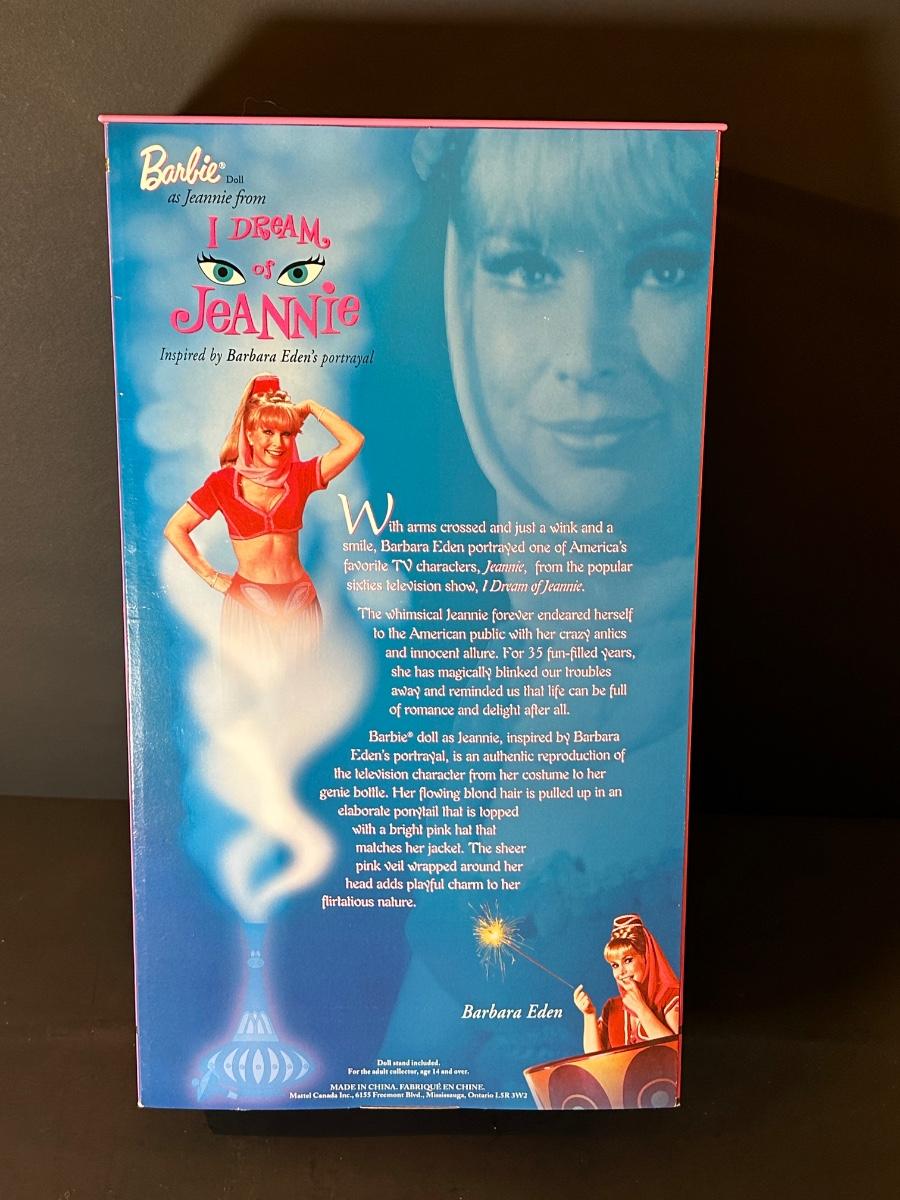 Barbie® Doll
as Jeannie from
I DREAM
of
JEANNIE
Inspired by Barbara Eden's portrayal
With arms crossed and just a wink and a
smile, Barbara Eden portrayed one of America's
favorite TV characters, Jeannie, from the popular
sixties television show, I Dream of Jeannie.
The whimsical Jeannie forever endeared herself
to the American public with her crazy antics
and innocent allure. For 35 fun-filled years,
she has magically blinked our troubles
away and reminded us that life can be full
of romance and delight after all.
Barbie® doll as Jeannie, inspired by Barbara
Eden's portrayal, is an authentic reproduction of
the television character from her costume to her
genie bottle. Her flowing blond hair is pulled up in an
elaborate ponytail that is topped
with a bright pink hat that
matches her jacket. The sheer
pink veil wrapped around her
head adds playful charm to her
flirtatious nature.
Barbara Eden
Doll stand included.
For the adult collector, age 14 and over.
MADE IN CHINA. FABRIQUÉ EN CHINE.
Mattel Canada Inc., 6155 Freemont Blvd., Mississauga, Ontario L5R 3W2